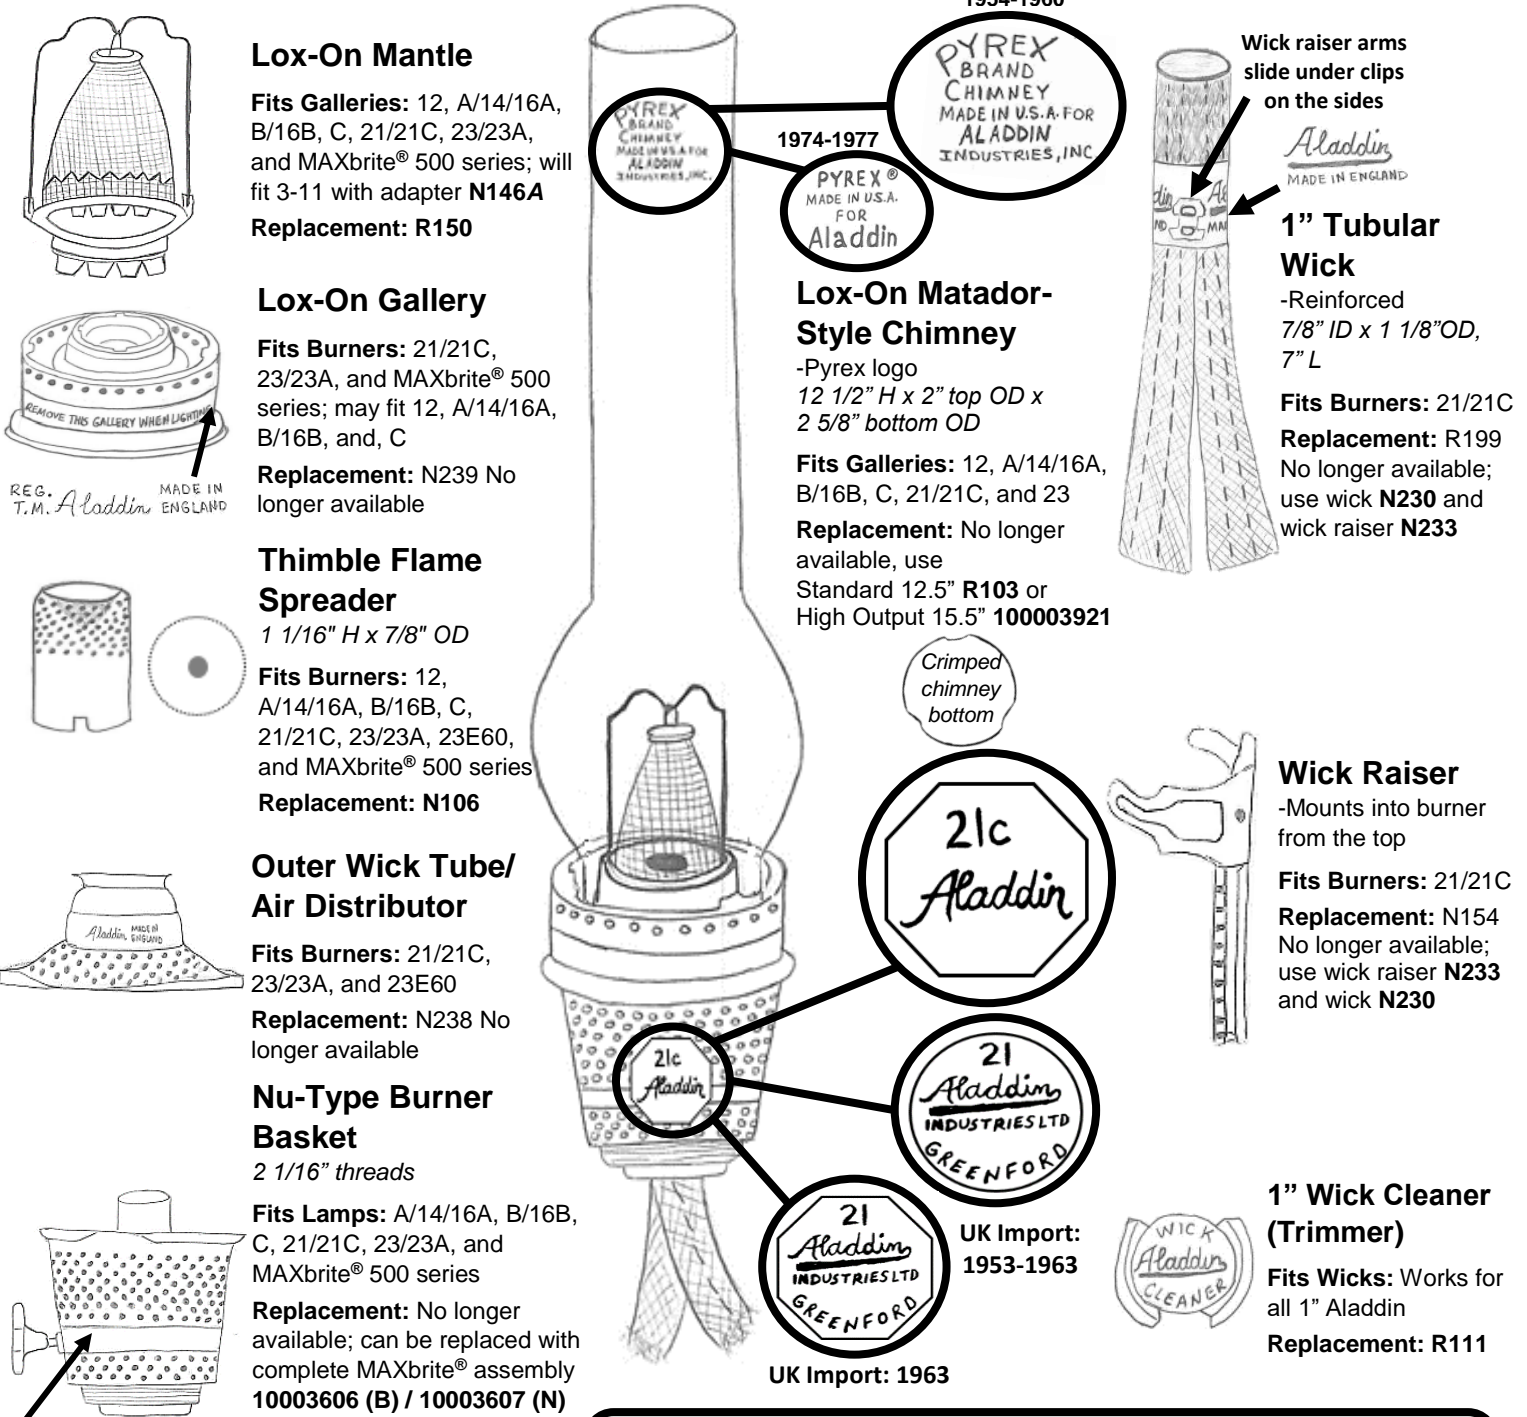 Lox-On Mantle
Fits Galleries: 12, A/14/16A,
B/16B, C, 21/21C, 23/23A,
and MAXbrite® 500 series; will
fit 3-11 with adapter N146A
Replacement: R150
Lox-On Gallery
Fits Burners: 21/21C,
23/23A, and MAXbrite® 500
series; may fit 12, A/14/16A,
B/16B, and, C
Replacement: N239 No
longer available
REMOVE THIS GALLERY WHEN LIGHTING
REG.
T.M. Aladdin MADE IN
ENGLAND
Thimble Flame
Spreader
1 1/16" H x 7/8" OD
Fits Burners: 12,
A/14/16A, B/16B, C,
21/21C, 23/23A, 23E60,
and MAXbrite® 500 series
Replacement: N106
Outer Wick Tube/
Air Distributor
Fits Burners: 21/21C,
23/23A, and 23E60
Replacement: N238 No
longer available
Aladdin MADE IN
ENGLAND
Nu-Type Burner
Basket
2 1/16” threads
Fits Lamps: A/14/16A, B/16B,
C, 21/21C, 23/23A, and
MAXbrite® 500 series
Replacement: No longer
available; can be replaced with
complete MAXbrite® assembly
10003606 (B) / 10003607 (N)
PYREX
BRAND
CHIMNEY
MADE IN U.S.A FOR
ALADDIN
INDUSTRIES, INC.
1954-1960
PYREX
BRAND
CHIMNEY
MADE IN U.S.A. FOR
ALADDIN
INDUSTRIES, INC
1974-1977
PYREX®
MADE IN U.S.A.
FOR
Aladdin
Lox-On Matador-
Style Chimney
-Pyrex logo
12 1/2” H x 2” top OD x
2 5/8” bottom OD
Fits Galleries: 12, A/14/16A,
B/16B, C, 21/21C, and 23
Replacement: No longer
available, use
Standard 12.5” R103 or
High Output 15.5” 100003921
Crimped
chimney
bottom
21c
Aladdin
21c
Aladdin
21
Aladdin
INDUSTRIES LTD
GREENFORD
UK Import:
1953-1963
21
Aladdin
INDUSTRIES LTD
GREENFORD
UK Import: 1963
Wick raiser arms
slide under clips
on the sides
Aladdin
MADE IN ENGLAND
1” Tubular
Wick
-Reinforced
7/8” ID x 1 1/8”OD,
7” L
Fits Burners: 21/21C
Replacement: R199
No longer available;
use wick N230 and
wick raiser N233
Wick Raiser
-Mounts into burner
from the top
Fits Burners: 21/21C
Replacement: N154
No longer available;
use wick raiser N233
and wick N230
WICK
Aladdin
CLEANER
1” Wick Cleaner
(Trimmer)
Fits Wicks: Works for
all 1” Aladdin
Replacement: R111